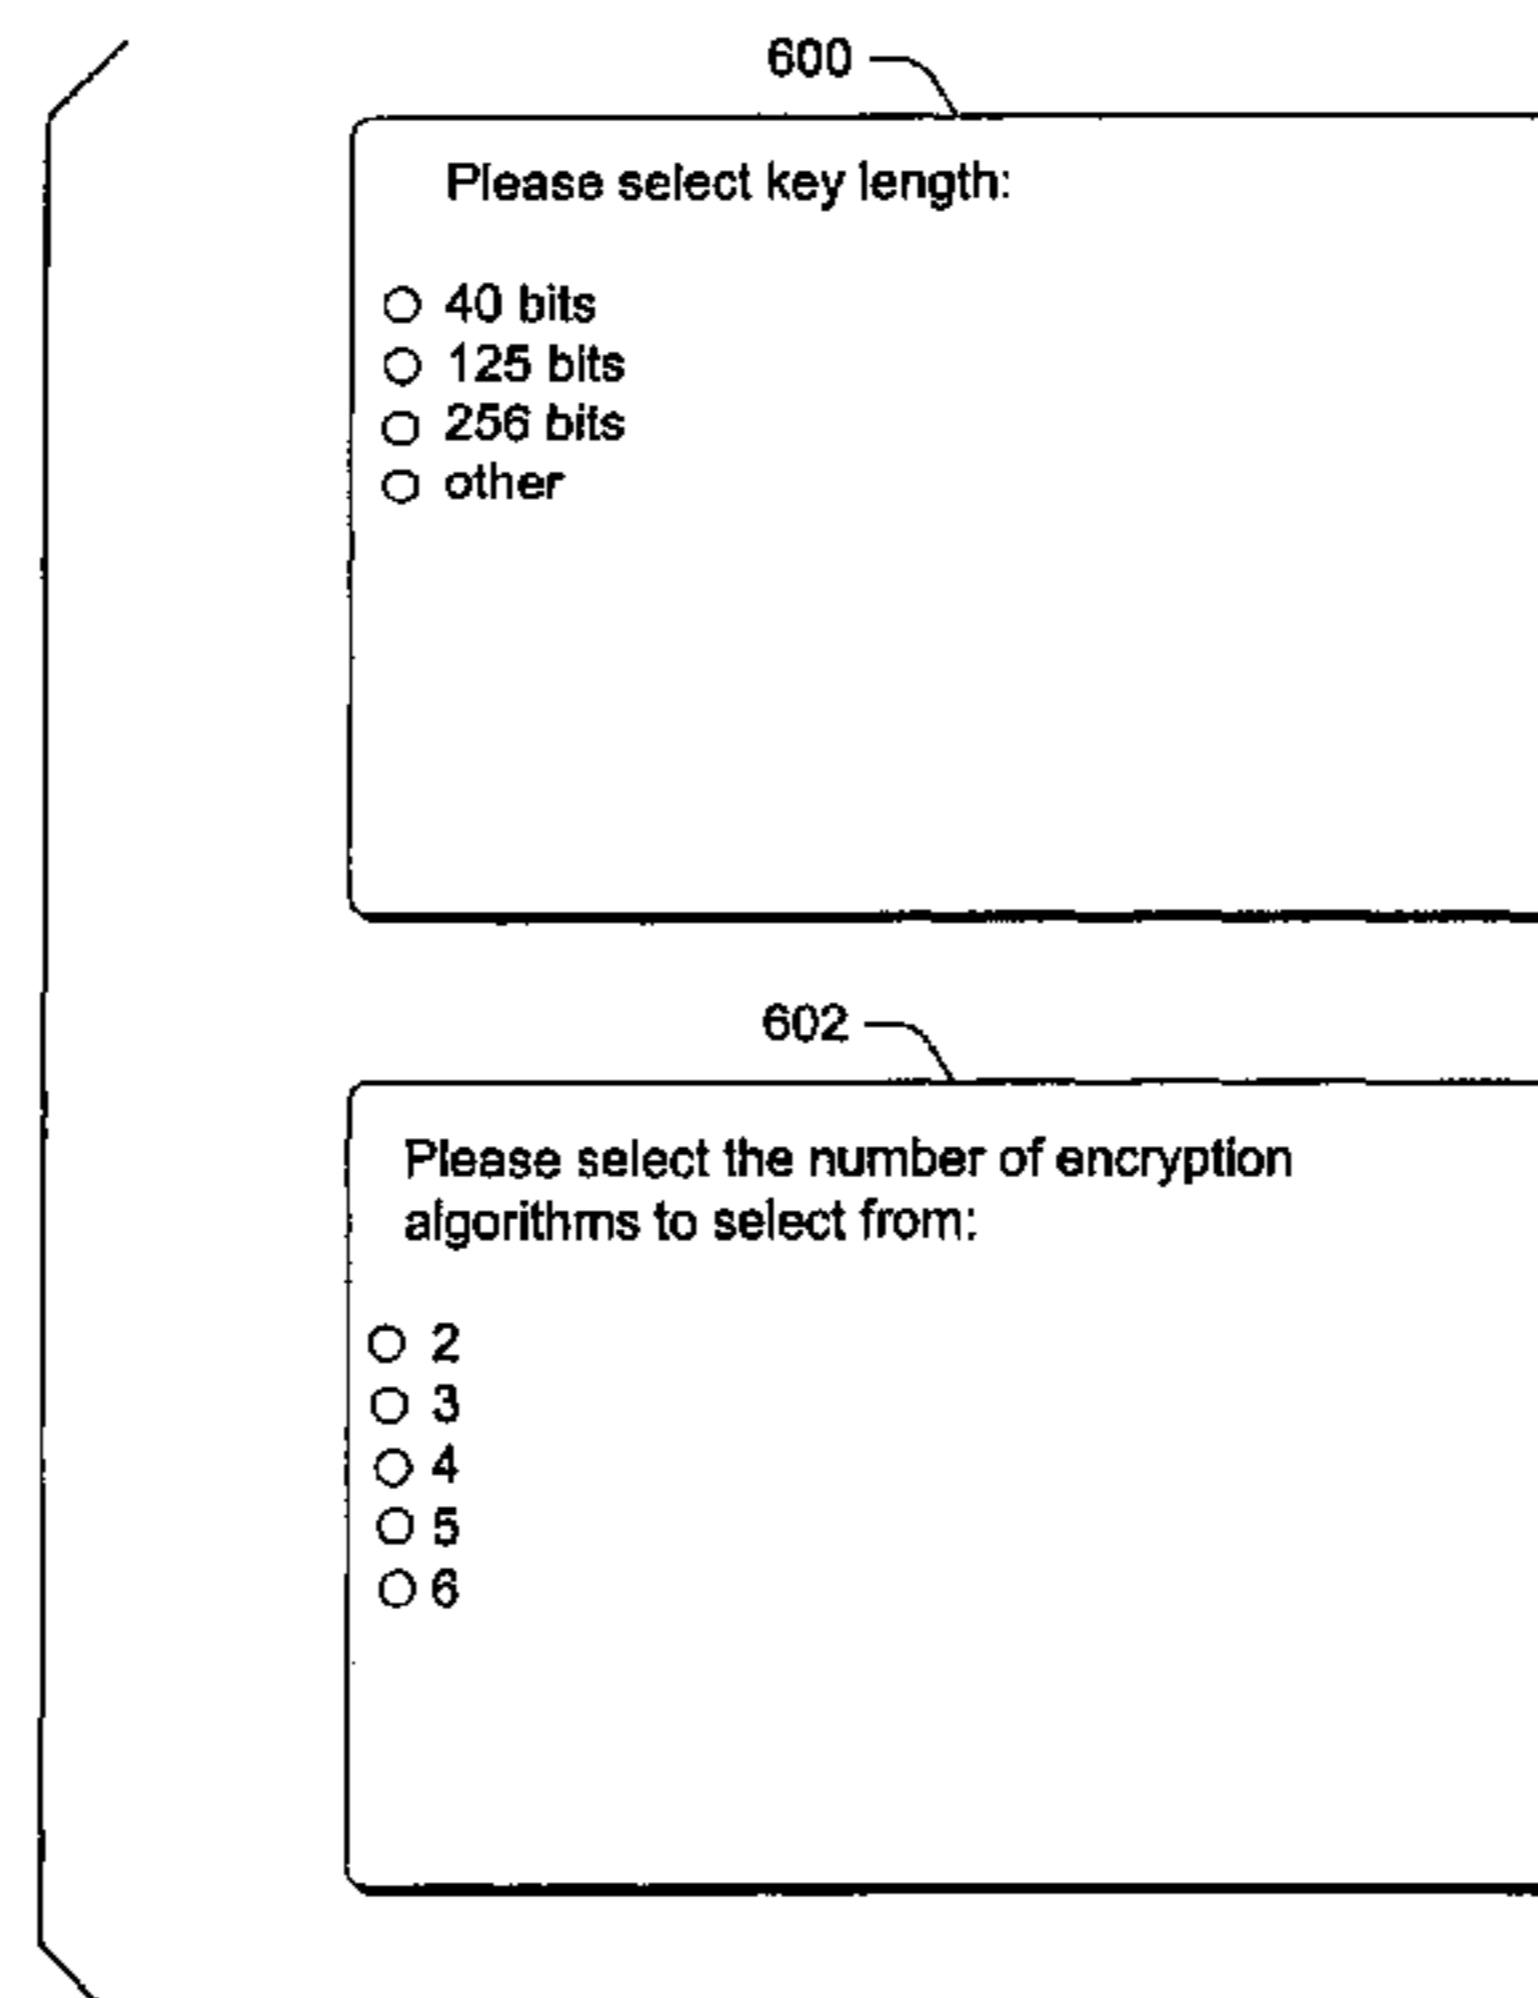 600
Please select key length:
40 bits
125 bits
256 bits
other
602
Please select the number of encryption
algorithms to select from:
2
3
4
5
6